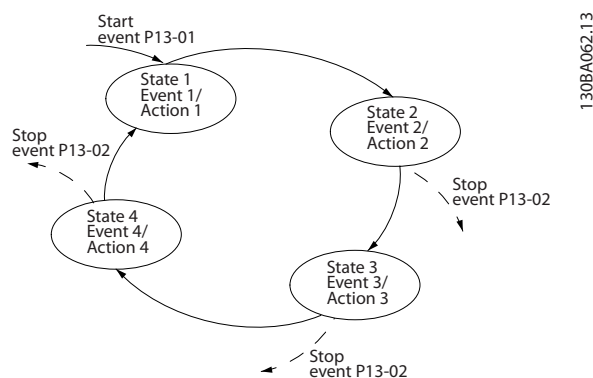 Start
event P13-01
State 1
Event 1/
Action 1
State 2
Event 2/
Action 2
Stop
event P13-02
Stop
event P13-02
State 4
Event 4/
Action 4
State 3
Event 3/
Action 3
Stop
event P13-02
130BA062.13